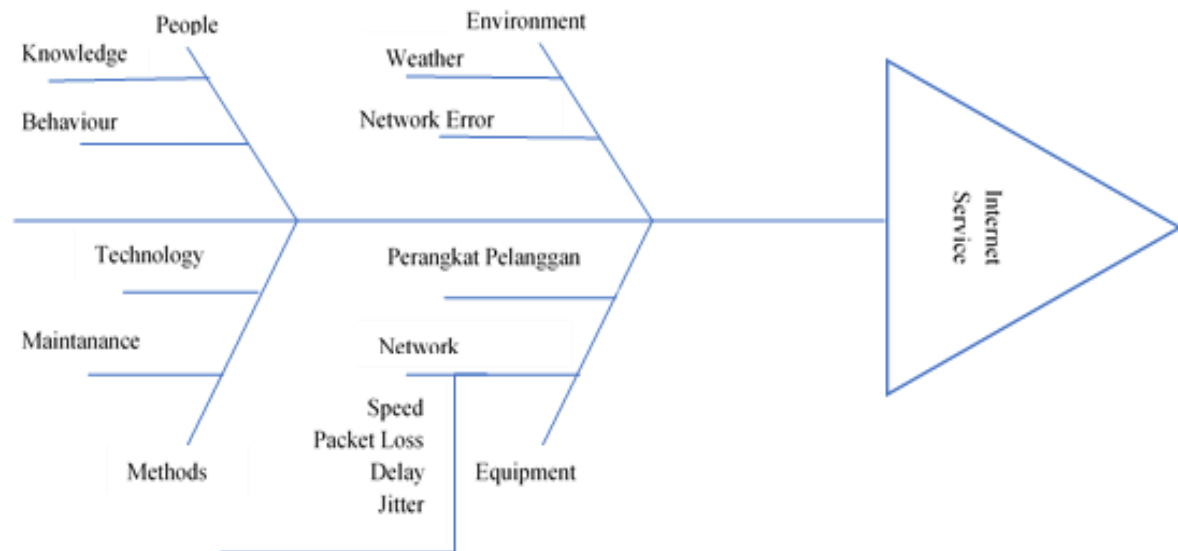 People
Knowledge
Behaviour
Environment
Weather
Network Error
Technology
Maintanance
Methods
Perangkat Pelanggan
Network
Speed
Packet Loss
Delay
Jitter
Equipment
Internet
Service